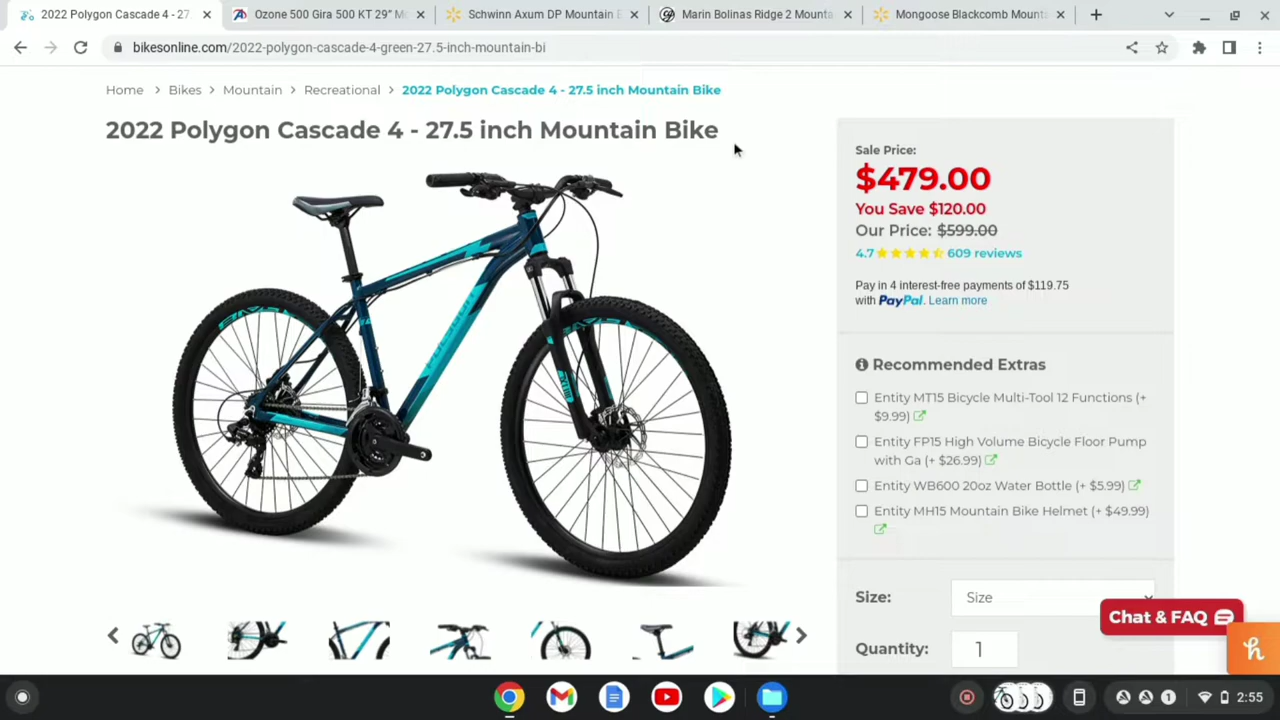 2022 Polygon Cascade 4 - 27
Ozone 500 Gira 500 KT 29" M
Schwinn Axum DP Mountain
Marin Bolinas Ridge 2 Mounta
Mongoose Blackcomb Mount
bikesonline.com/2022-polygon-cascade-4-green-27.5-inch-mountain-bi
Home > Bikes > Mountain > Recreational > 2022 Polygon Cascade 4 - 27.5 inch Mountain Bike
2022 Polygon Cascade 4 - 27.5 inch Mountain Bike
Sale Price:
$479.00
You Save $120.00
Our Price: $599.00
4.7 609 reviews
Pay in 4 interest-free payments of $119.75
with PayPal. Learn more
Recommended Extras
Entity MT15 Bicycle Multi-Tool 12 Functions (+
$9.99)
Entity FP15 High Volume Bicycle Floor Pump
with Ga (+ $26.99)
Entity WB600 20oz Water Bottle (+ $5.99)
Entity MH15 Mountain Bike Helmet (+ $49.99)
Size: Size
Chat & FAQ
Quantity: 1
1
2:55